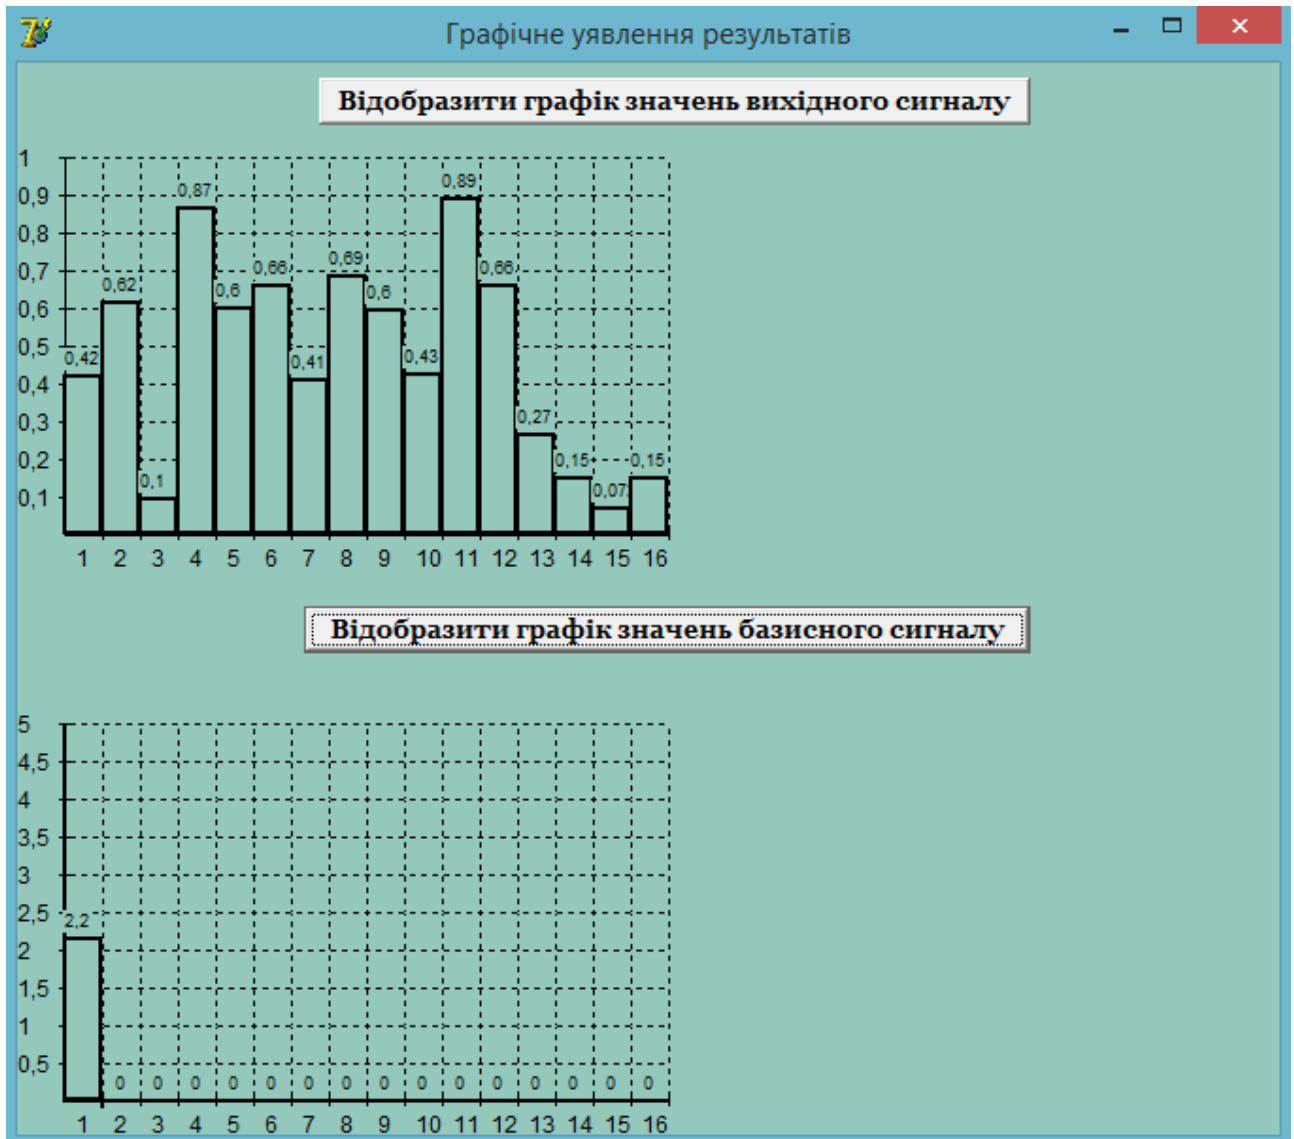 Графічне уявлення результатів
Відобразити графік значень вихідного сигналу
1
0,9
0,8
0,7
0,6
0,5
0,4
0,3
0,2
0,1
0,42 0,62 0,1 0,87 0,6 0,66 0,41 0,69 0,6 0,43 0,89 0,66 0,27 0,15 0,07 0,15
1 2 3 4 5 6 7 8 9 10 11 12 13 14 15 16
Відобразити графік значень базисного сигналу
5
4,5
4
3,5
3
2,5
2
1,5
1
0,5
2,2 0 0 0 0 0 0 0 0 0 0 0 0 0 0 0
1 2 3 4 5 6 7 8 9 10 11 12 13 14 15 16